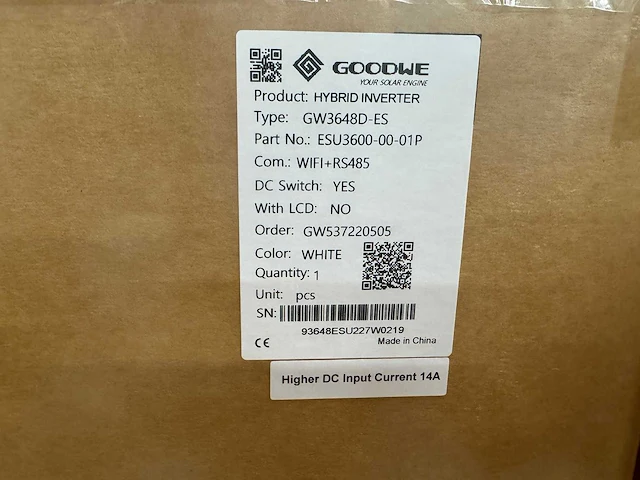 GOODWE
YOUR SOLAR ENGINE
Product: HYBRID INVERTER
Type: GW3648D-ES
Part No.: ESU3600-00-01P
Com.: WIFI+RS485
DC Switch: YES
With LCD: NO
Order: GW537220505
Color: WHITE
Quantity: 1
Unit: pcs
SN:
93648ESU227W0219
CE Made in China
Higher DC Input Current 14A